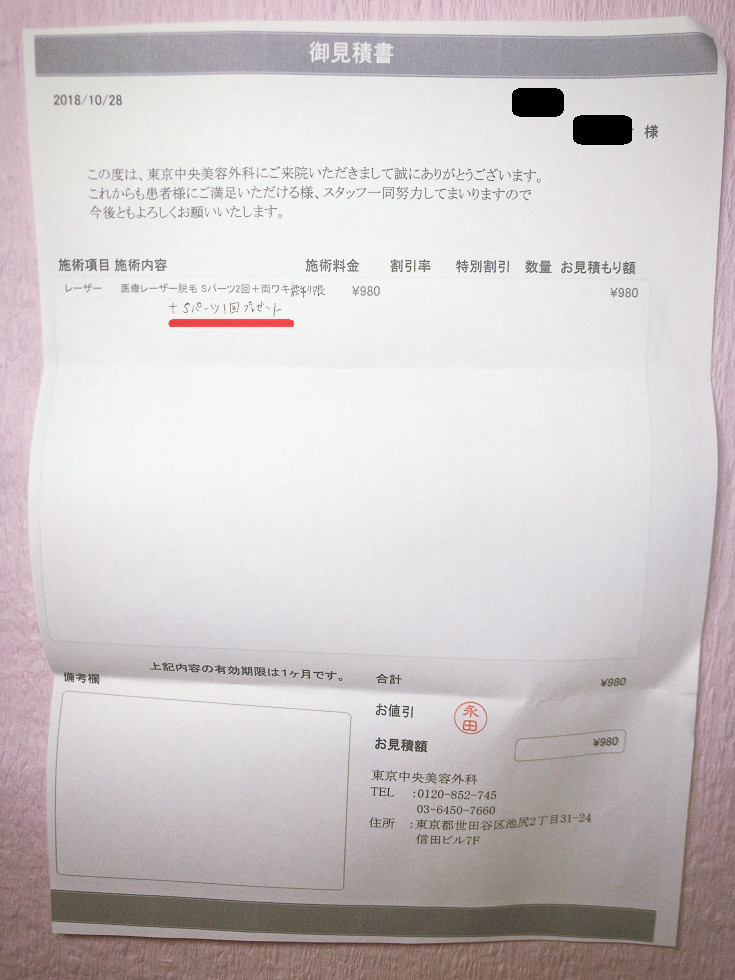 御見積書
2018/10/28
様
この度は、東京中央美容外科にご来院いただきまして誠にありがとうございます。
これからも患者様にご満足いただける様、スタッフ一同努力してまいりますので
今後ともよろしくお願いいたします。
施術項目 施術内容 施術料金 割引率 特別割引 数量 お見積もり額
レーザー 医療レーザー脱毛 Sパーツ2回＋両ワキ ¥980 ¥980
+ Sパーツ1回プレゼント
上記内容の有効期限は1ヶ月です。
備考欄
合計 ¥980
お値引
永田
お見積額 ¥980
東京中央美容外科
TEL :0120-852-745
03-6450-7660
住所 :東京都世田谷区池尻2丁目31-24
信田ビル7F